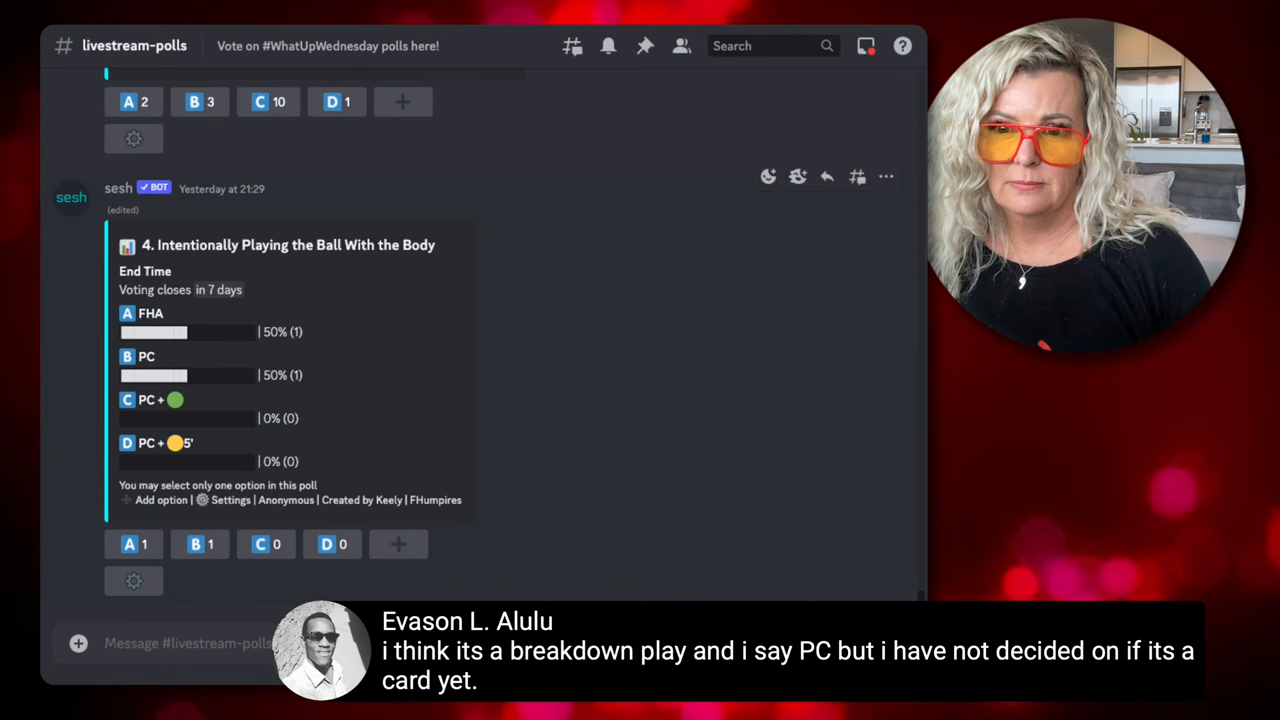 livestream-polls
Vote on #WhatUpWednesday polls here!
Search
A 2
B 3
C 10
D 1
sesh
sesh
✓ BOT
Yesterday at 21:29
(edited)
4. Intentionally Playing the Ball With the Body
End Time
Voting closes in 7 days
A FHA
| 50% (1)
B PC
| 50% (1)
C PC + 🟢
| 0% (0)
D PC + 🟡5'
| 0% (0)
You may select only one option in this poll
➕ Add option | ⚙ Settings | Anonymous | Created by Keely | FHumpires
A 1
B 1
C 0
D 0
Message #livestream-polls
Evason L. Alulu
i think its a breakdown play and i say PC but i have not decided on if its a
card yet.